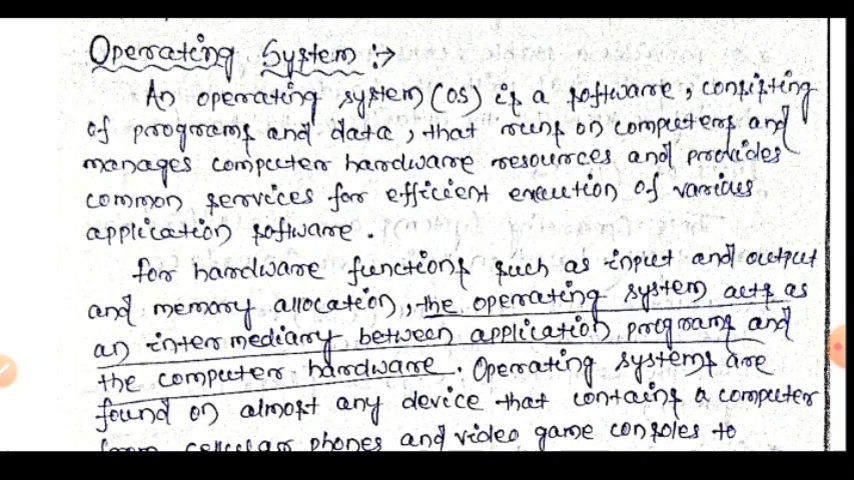 Operating System :→
An operating system (OS) is a software, consisting
of programs and data, that runs on computers and
manages computer hardware resources and provides
common services for efficient execution of various
application software.
for hardware functions such as input and output
and memory allocation, the operating system acts as
an intermediary between application programs and
the computer hardware. Operating systems are
found on almost any device that contains a computer
from cellular phones and video game consoles to